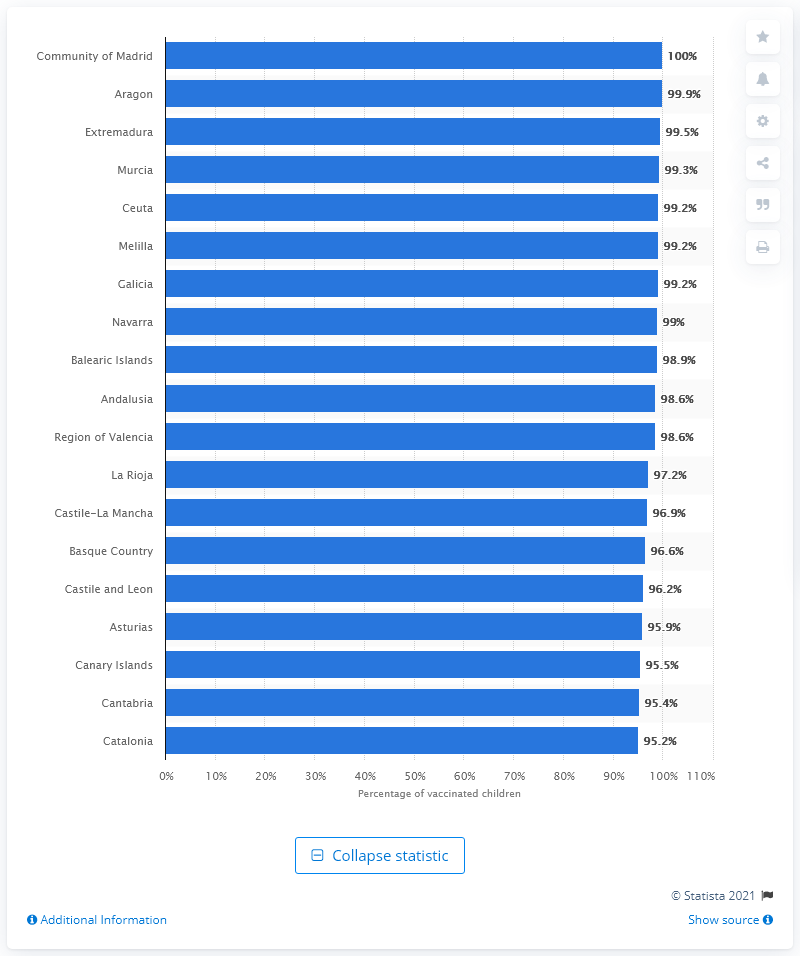 Community of Madrid 100%
Aragon 99.9%
Extremadura 99.5%
Murcia 99.3%
Ceuta 99.2%
Melilla 99.2%
Galicia 99.2%
Navarra 99%
Balearic Islands 98.9%
Andalusia 98.6%
Region of Valencia 98.6%
La Rioja 97.2%
Castile-La Mancha 96.9%
Basque Country 96.6%
Castile and Leon 96.2%
Asturias 95.9%
Canary Islands 95.5%
Cantabria 95.4%
Catalonia 95.2%
0% 10% 20% 30% 40% 50% 60% 70% 80% 90% 100% 110%
Percentage of vaccinated children
Collapse statistic
© Statista 2021
Additional Information Show source